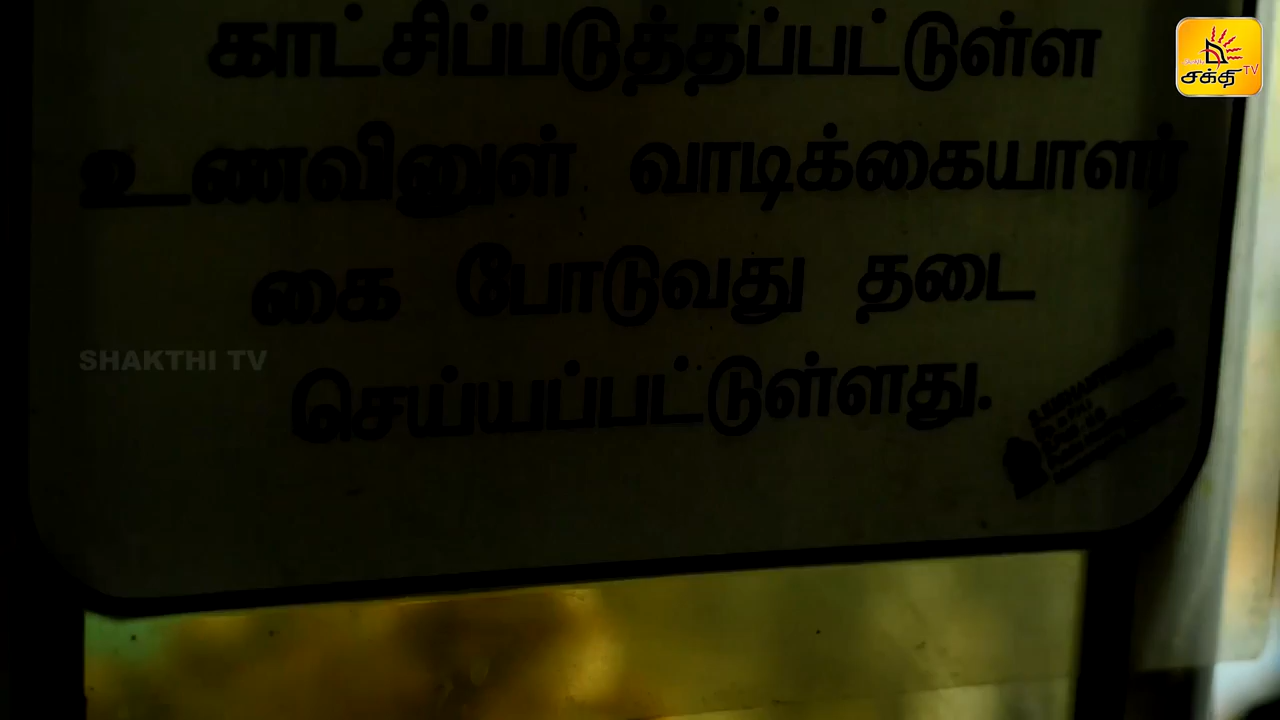 காட்சிப்படுத்தப்பட்டுள்ள
உணவினுள் வாடிக்கையாளர்
கை போடுவது தடை
செய்யப்பட்டுள்ளது.
SHAKTHI TV
சக்தி TV